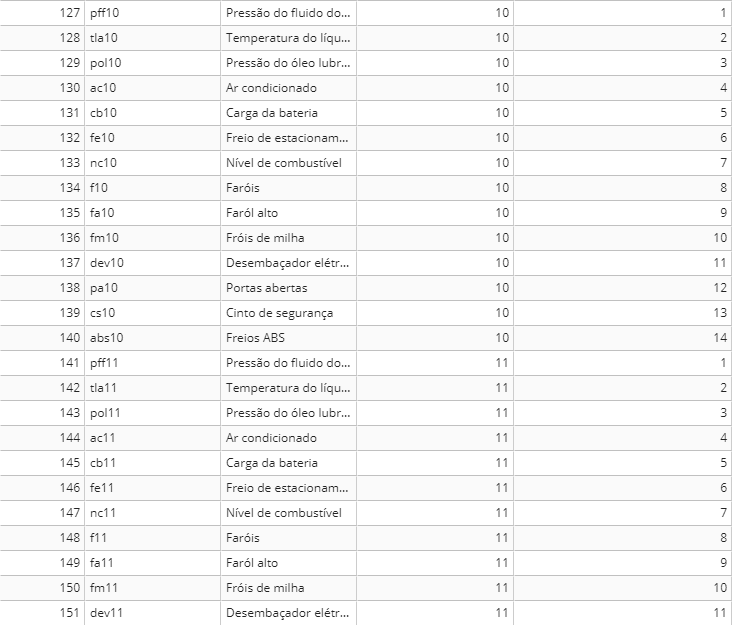 127 pff10 Pressão do fluido do... 10 1
128 tla10 Temperatura do líqu... 10 2
129 pol10 Pressão do óleo lubr... 10 3
130 ac10 Ar condicionado 10 4
131 cb10 Carga da bateria 10 5
132 fe10 Freio de estacionam... 10 6
133 nc10 Nível de combustível 10 7
134 f10 Faróis 10 8
135 fa10 Faról alto 10 9
136 fm10 Fróis de milha 10 10
137 dev10 Desembaçador elétr... 10 11
138 pa10 Portas abertas 10 12
139 cs10 Cinto de segurança 10 13
140 abs10 Freios ABS 10 14
141 pff11 Pressão do fluido do... 11 1
142 tla11 Temperatura do líqu... 11 2
143 pol11 Pressão do óleo lubr... 11 3
144 ac11 Ar condicionado 11 4
145 cb11 Carga da bateria 11 5
146 fe11 Freio de estacionam... 11 6
147 nc11 Nível de combustível 11 7
148 f11 Faróis 11 8
149 fa11 Faról alto 11 9
150 fm11 Fróis de milha 11 10
151 dev11 Desembaçador elétr... 11 11